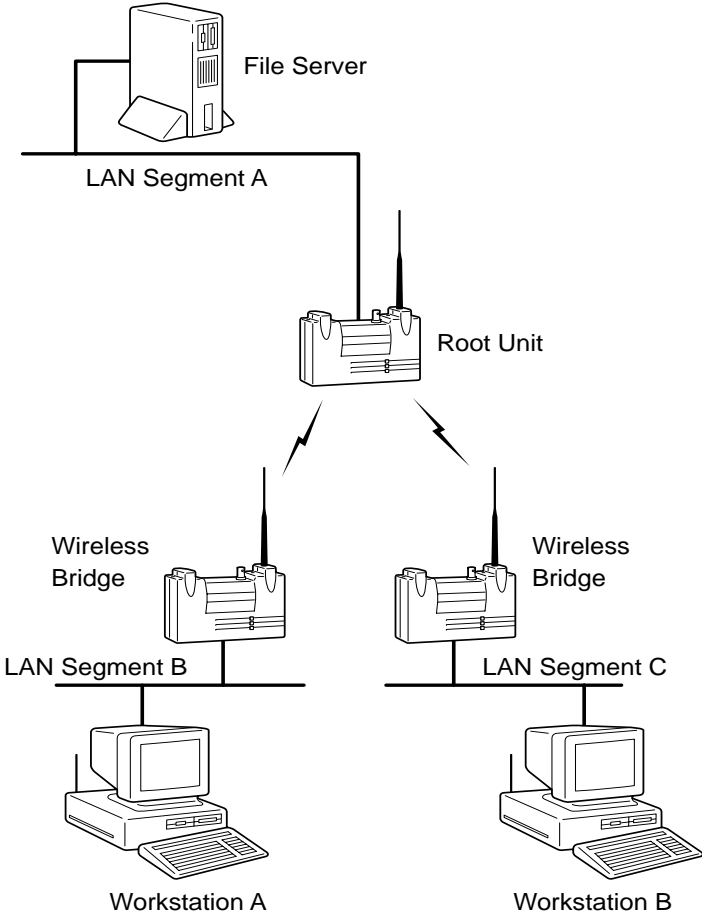 File Server
LAN Segment A
Root Unit
Wireless
Bridge
Wireless
Bridge
LAN Segment B
LAN Segment C
Workstation A
Workstation B